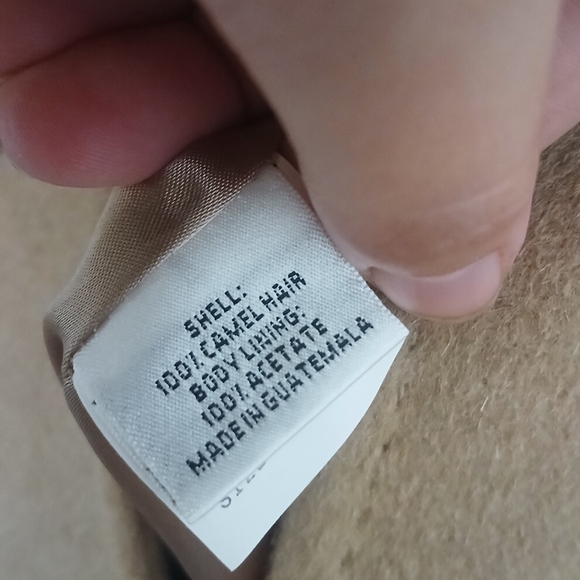 SHELL:
100% CAMEL HAIR
BODY LINING:
100% ACETATE
MADE IN GUATEMALA